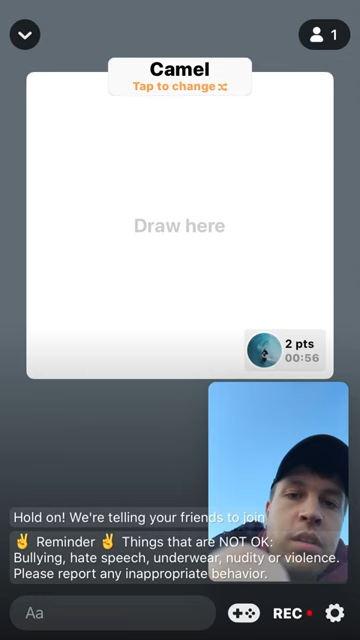 1
Camel
Tap to change
Draw here
2 pts
00:56
Hold on! We're telling your friends to join
✌️ Reminder ✌️ Things that are NOT OK:
Bullying, hate speech, underwear, nudity or violence.
Please report any inappropriate behavior.
Aa
REC